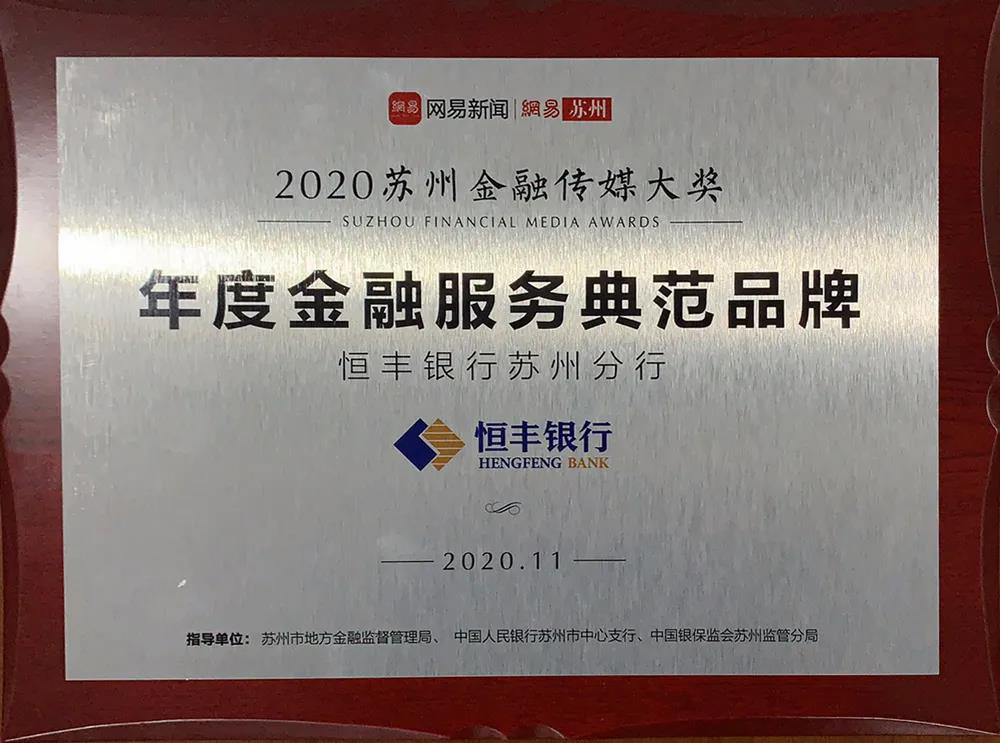 網易 网易新闻 | 網易 苏州
2020苏州金融传媒大奖
SUZHOU FINANCIAL MEDIA AWARDS
年度金融服务典范品牌
恒丰银行苏州分行
恒丰银行
HENGFENG BANK
2020.11
指导单位：苏州市地方金融监督管理局、中国人民银行苏州市中心支行、中国银保监会苏州监管分局